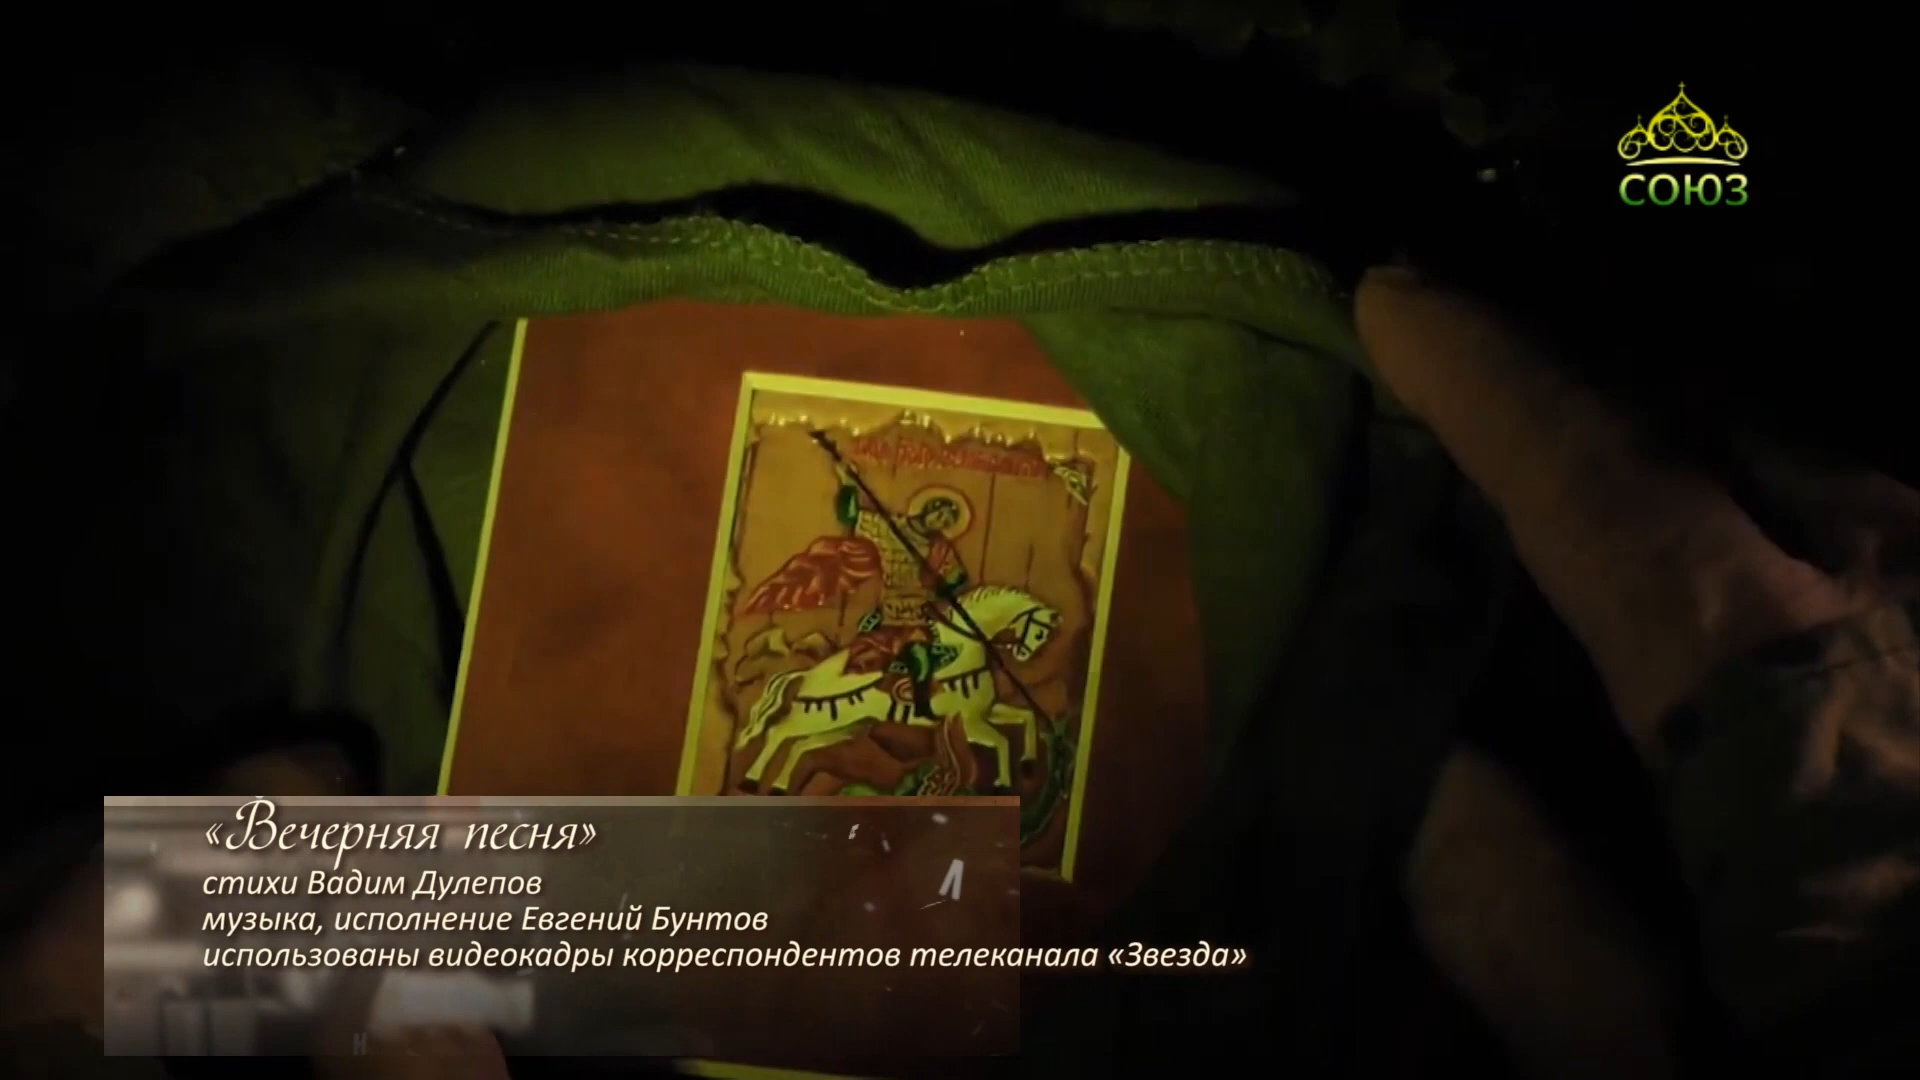 СОЮЗ
«Вечерняя песня»
стихи Вадим Дулепов
музыка, исполнение Евгений Бунтов
использованы видеокадры корреспондентов телеканала «Звезда»